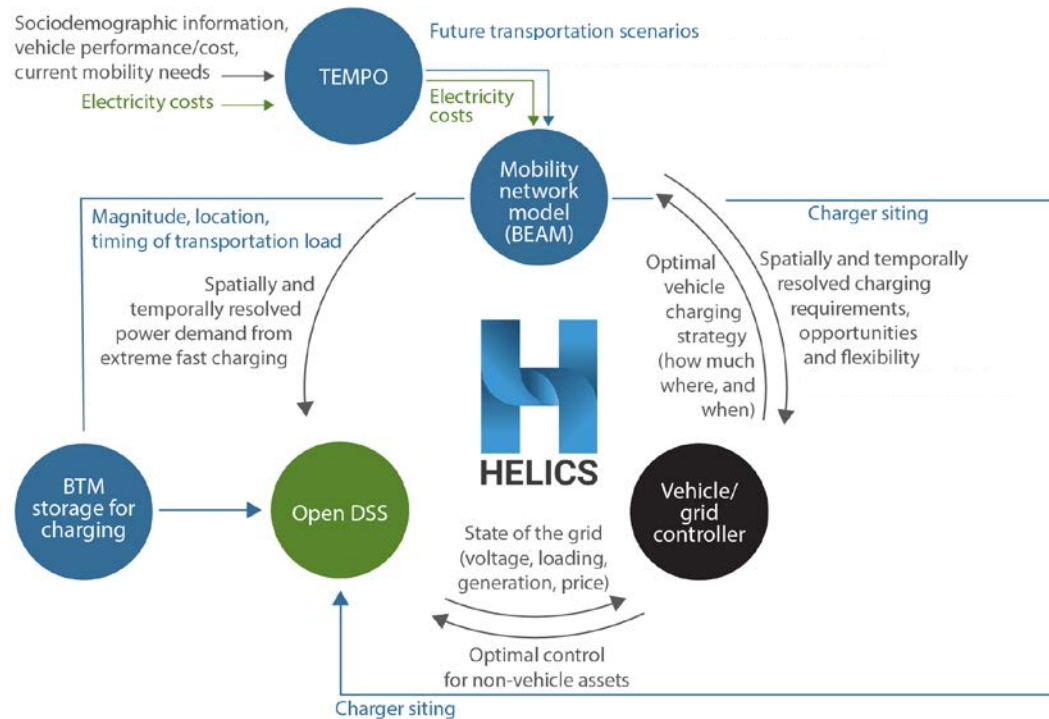 Sociodemographic information,
vehicle performance/cost,
current mobility needs
Electricity costs
TEMPO
Future transportation scenarios
Electricity
costs
Mobility
network
model
(BEAM)
Magnitude, location,
timing of transportation load
Charger siting
Spatially and
temporally resolved
power demand from
extreme fast charging
Optimal
vehicle
charging
strategy
(how much
where, and
when)
Spatially and temporally
resolved charging
requirements,
opportunities
and flexibility
HELICS
BTM
storage for
charging
Open DSS
Vehicle/
grid
controller
State of the grid
(voltage, loading,
generation, price)
Optimal control
for non-vehicle assets
Charger siting